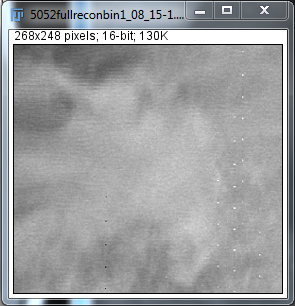 5052fullreconbin1_08_15-1....
268x248 pixels; 16-bit; 130K